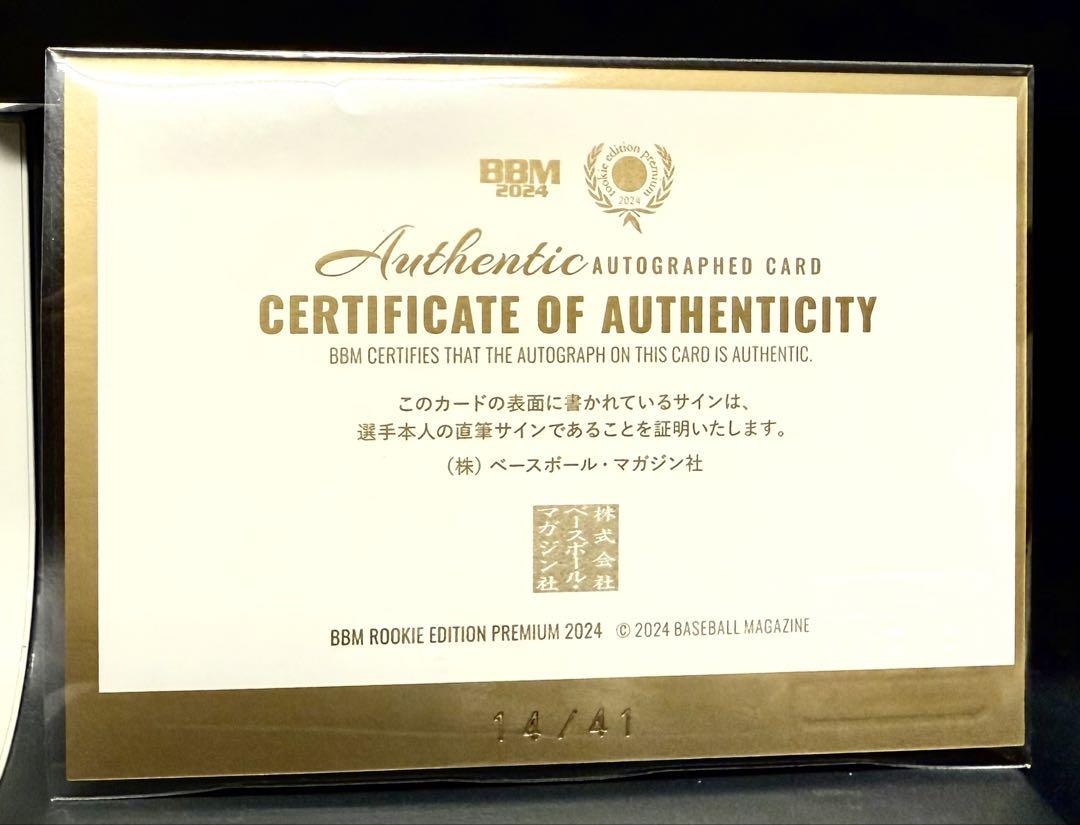 BBM
2024
rookie edition premium
2024
Authentic AUTOGRAPHED CARD
CERTIFICATE OF AUTHENTICITY
BBM CERTIFIES THAT THE AUTOGRAPH ON THIS CARD IS AUTHENTIC.
このカードの表面に書かれているサインは、
選手本人の直筆サインであることを証明いたします。
（株）ベースボール・マガジン社
株式会社
ベースボール・
マガジン社
BBM ROOKIE EDITION PREMIUM 2024 © 2024 BASEBALL MAGAZINE
14/41